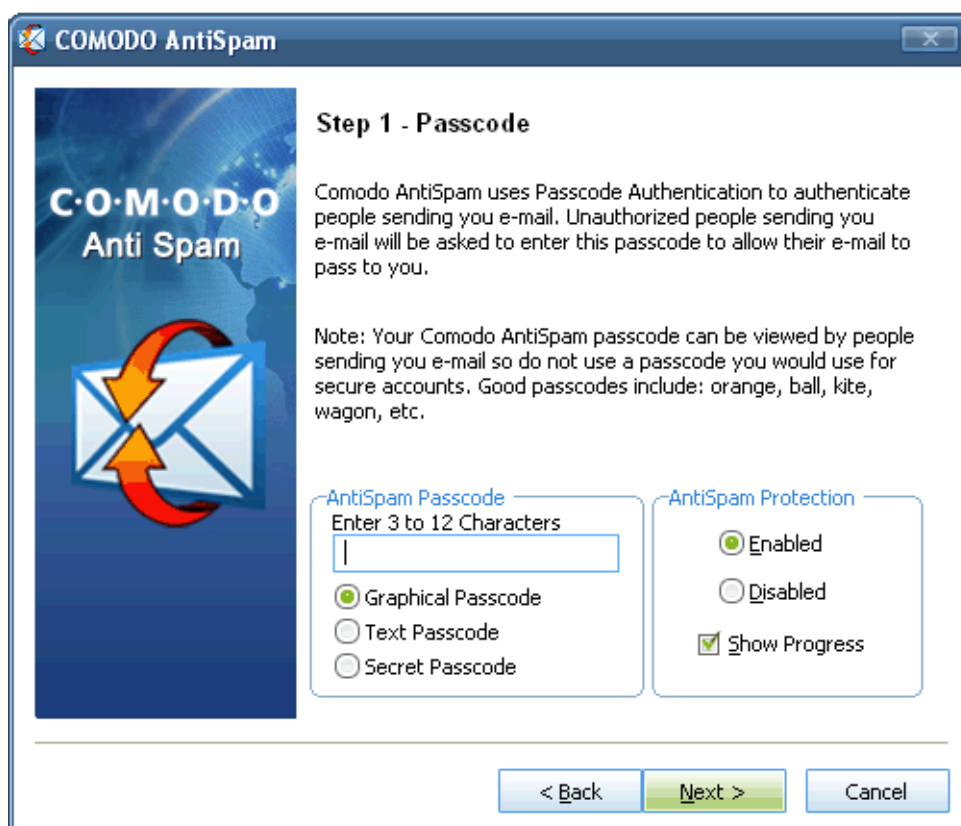 COMODO AntiSpam
C·O·M·O·D·O
Anti Spam
Step 1 - Passcode
Comodo AntiSpam uses Passcode Authentication to authenticate
people sending you e-mail. Unauthorized people sending you
e-mail will be asked to enter this passcode to allow their e-mail to
pass to you.
Note: Your Comodo AntiSpam passcode can be viewed by people
sending you e-mail so do not use a passcode you would use for
secure accounts. Good passcodes include: orange, ball, kite,
wagon, etc.
AntiSpam Passcode
Enter 3 to 12 Characters
Graphical Passcode
Text Passcode
Secret Passcode
AntiSpam Protection
Enabled
Disabled
Show Progress
< Back
Next >
Cancel